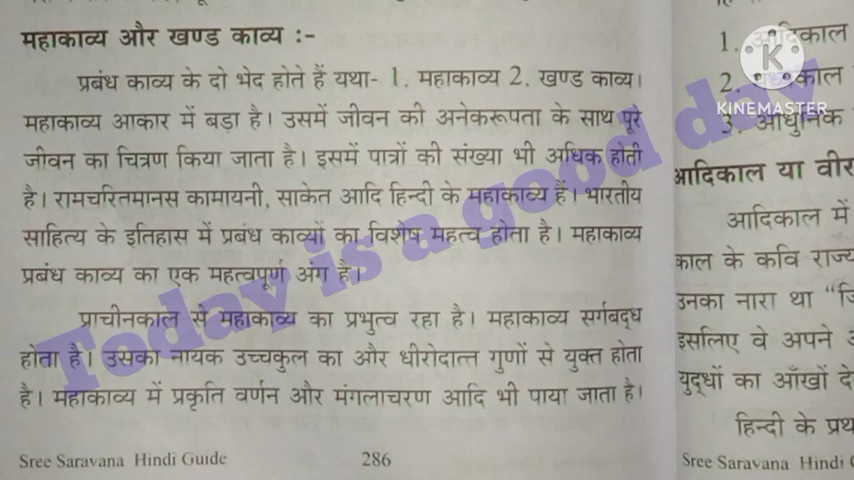 महाकाव्य और खण्ड काव्य :-
प्रबंध काव्य के दो भेद होते हैं यथा- 1. महाकाव्य 2. खण्ड काव्य।
महाकाव्य आकार में बड़ा है। उसमें जीवन की अनेकरूपता के साथ पूरे
जीवन का चित्रण किया जाता है। इसमें पात्रों की संख्या भी अधिक होती
है। रामचरितमानस कामायनी, साकेत आदि हिन्दी के महाकाव्य हैं। भारतीय
साहित्य के इतिहास में प्रबंध काव्यों का विशेष महत्व होता है। महाकाव्य
प्रबंध काव्य का एक महत्वपूर्ण अंग है।
प्राचीनकाल से महाकाव्य का प्रभुत्व रहा है। महाकाव्य सर्गबद्ध
होता है। उसका नायक उच्चकुल का और धीरोदात्त गुणों से युक्त होता
है। महाकाव्य में प्रकृति वर्णन और मंगलाचरण आदि भी पाया जाता है।
Sree Saravana Hindi Guide 286
1. आदिकाल
2.
3. आधुनिक
आदिकाल या वीर
आदिकाल में
काल के कवि राज्य
उनका नारा था "जि
इसलिए वे अपने
युद्धों का आँखों दे
हिन्दी के प्रथ
Sree Saravana Hindi
Today is a good day
K
KINEMASTER